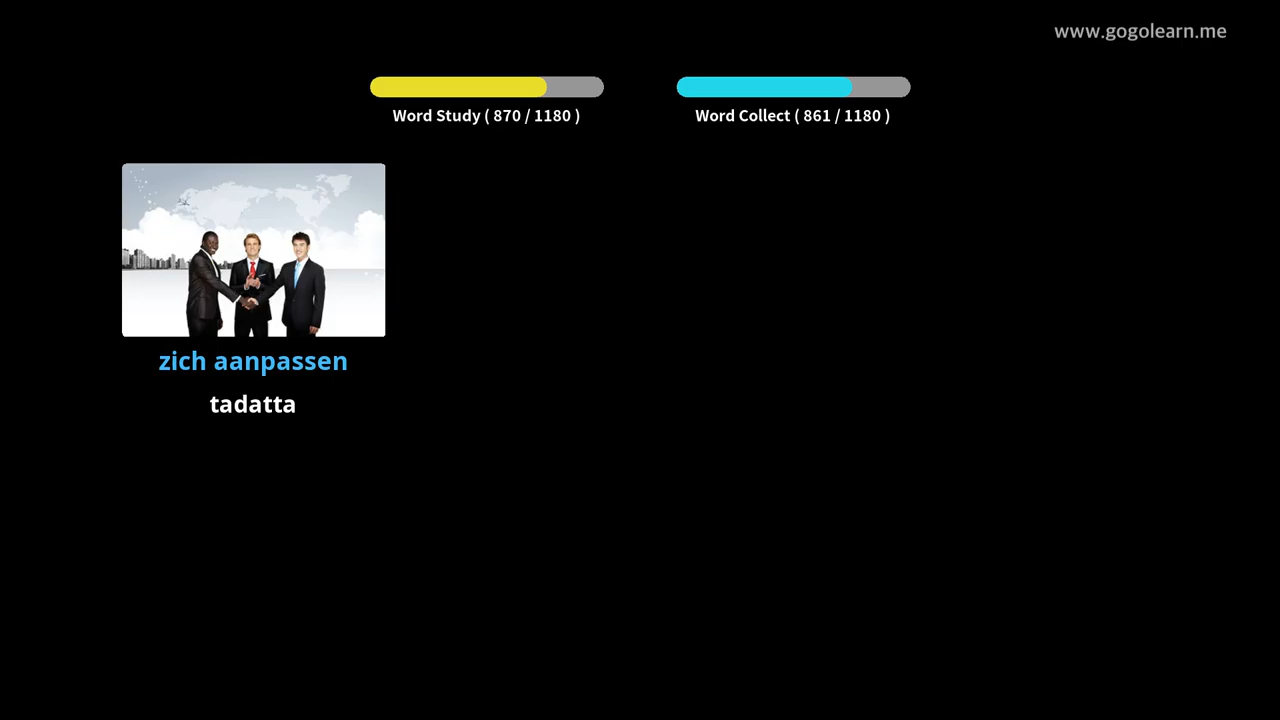 www.gogolearn.me
Word Study ( 870 / 1180 )
Word Collect ( 861 / 1180 )
zich aanpassen
tadatta